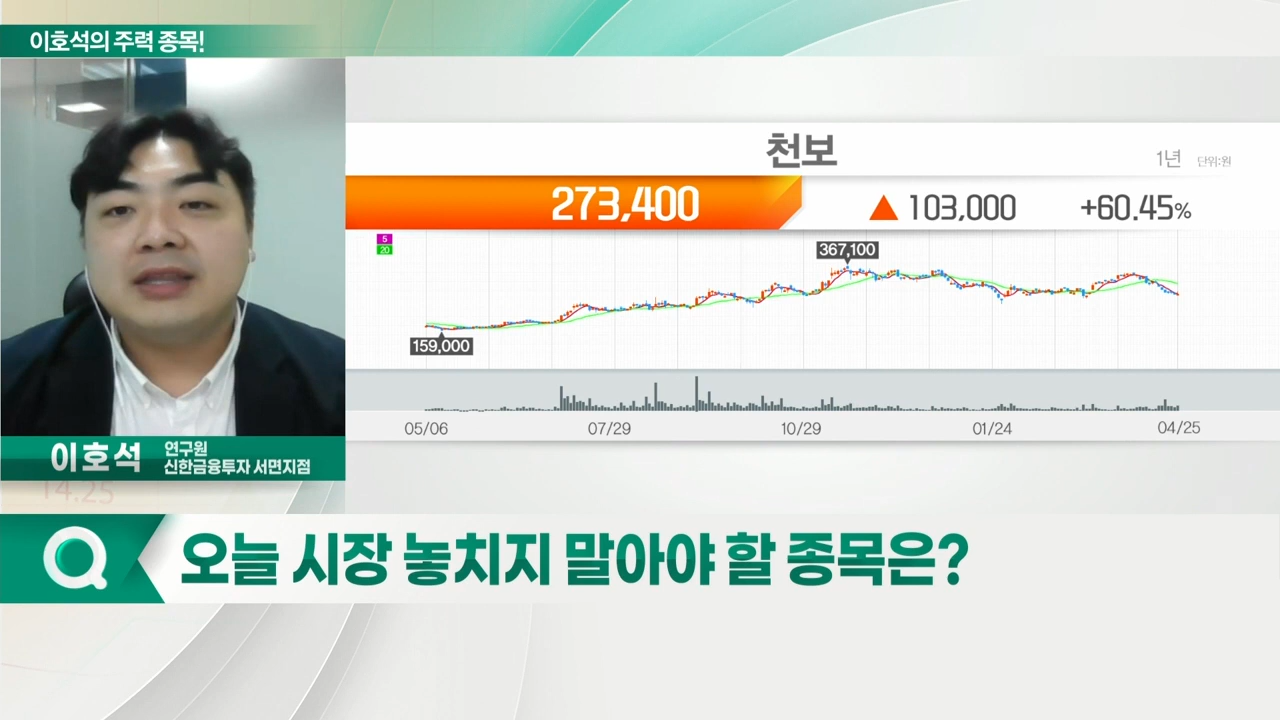 이호석의 주력 종목!
천보
1년 단위:원
273,400 ▲ 103,000 +60.45%
5
20
367,100
159,000
05/06 07/29 10/29 01/24 04/25
이호석 연구원
신한금융투자 서면지점
14.25
Q 오늘 시장 놓치지 말아야 할 종목은?